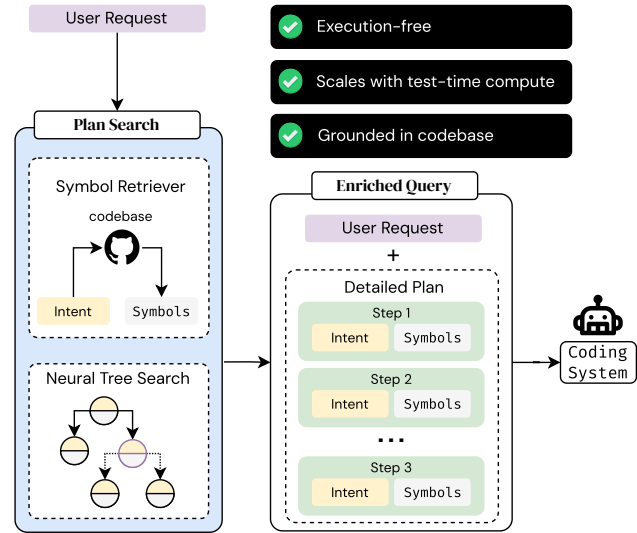 User Request
Execution-free
Scales with test-time compute
Grounded in codebase
Plan Search
Symbol Retriever
codebase
Intent
Symbols
Neural Tree Search
Enriched Query
User Request
+
Detailed Plan
Step 1
Intent
Symbols
Step 2
Intent
Symbols
...
Step 3
Intent
Symbols
Coding
System